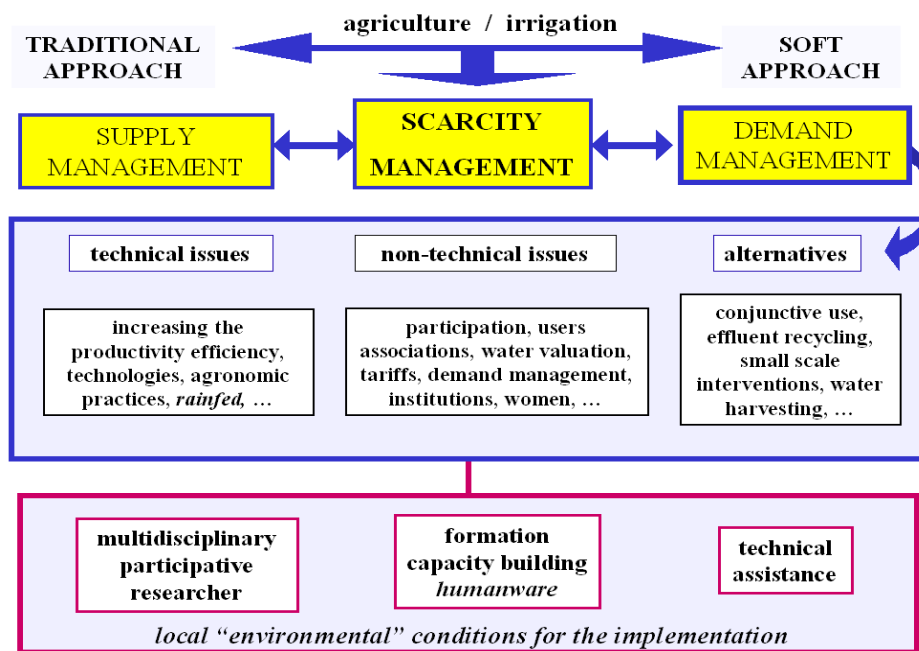 agriculture / irrigation
TRADITIONAL
APPROACH
SOFT
APPROACH
SUPPLY
MANAGEMENT
SCARCITY
MANAGEMENT
DEMAND
MANAGEMENT
technical issues
non-technical issues
alternatives
increasing the
productivity efficiency,
technologies, agronomic
practices, rainfed, …
participation, users
associations, water valuation,
tariffs, demand management,
institutions, women, …
conjunctive use,
effluent recycling,
small scale
interventions, water
harvesting, …
multidisciplinary
participative
researcher
formation
capacity building
humanware
technical
assistance
local “environmental” conditions for the implementation